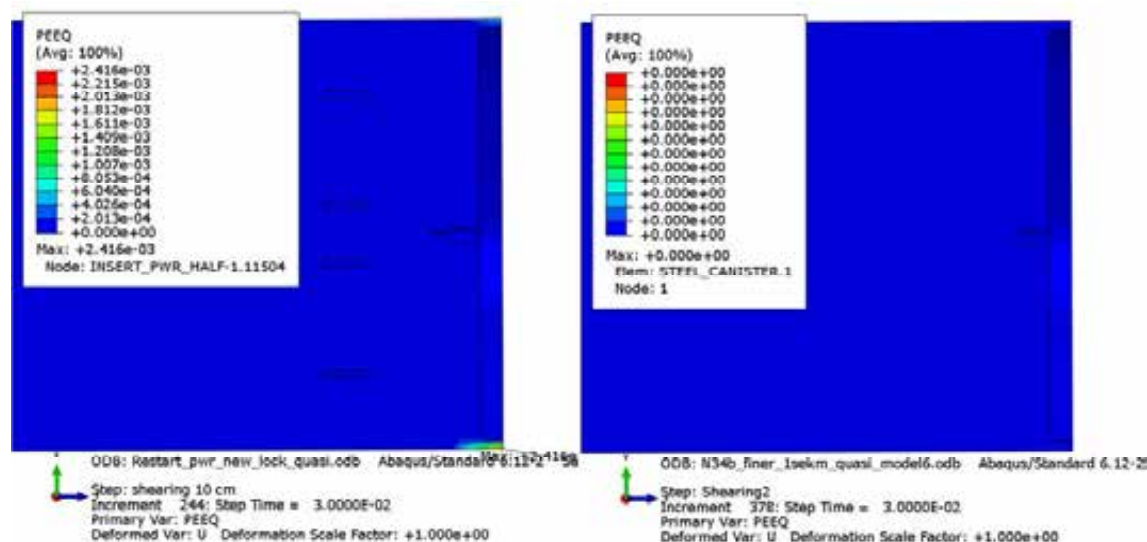 PEEQ
(Avg: 100%)
+2.416e-03
+2.215e-03
+2.013e-03
+1.812e-03
+1.611e-03
+1.409e-03
+1.208e-03
+1.007e-03
+8.053e-04
+6.040e-04
+4.026e-04
+2.013e-04
+0.000e+00
Max: +2.416e-03
Node: INSERT_PWR_HALF-1.11504
ODB: Restart_pwr_new_lock_quasi.odb Abaqus/Standard 6.12-2
Step: shearing 10 cm
Increment 244: Step Time = 3.0000E-02
Primary Var: PEEQ
Deformed Var: U Deformation Scale Factor: +1.000e+00
PEEQ
(Avg: 100%)
+0.000e+00
+0.000e+00
+0.000e+00
+0.000e+00
+0.000e+00
+0.000e+00
+0.000e+00
+0.000e+00
+0.000e+00
+0.000e+00
+0.000e+00
+0.000e+00
+0.000e+00
Max: +0.000e+00
Elem: STEEL_CANISTER.1
Node: 1
Y
ODB: N34b_finer_1sekm_quasi_model6.odb Abaqus/Standard 6.12-2
Step: Shearing2
Increment 378: Step Time = 3.0000E-02
Primary Var: PEEQ
Deformed Var: U Deformation Scale Factor: +1.000e+00